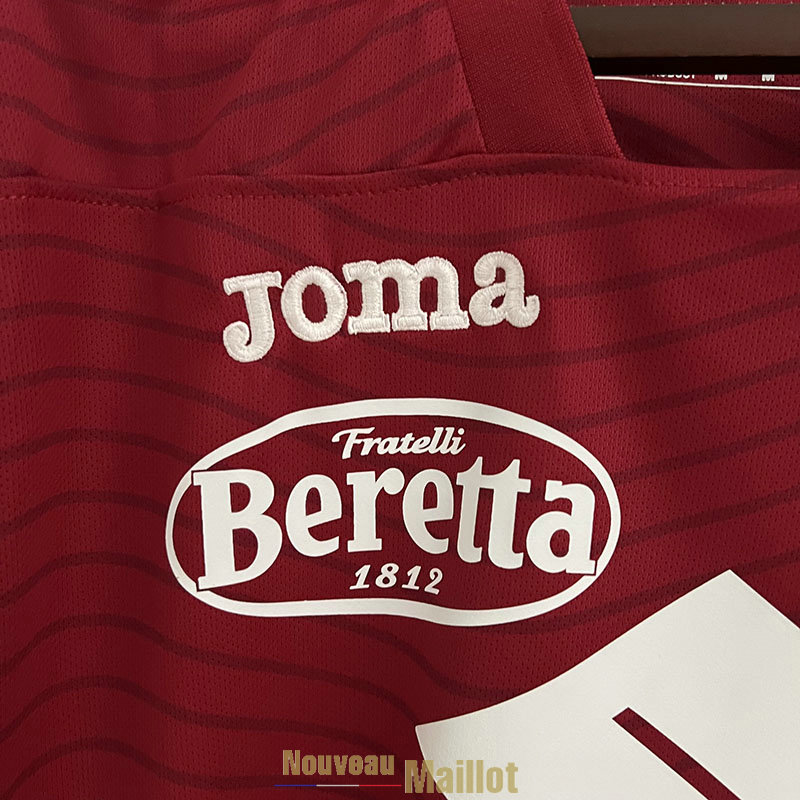 M M
Joma
Fratelli
Beretta
1812
Nouveau Maillot